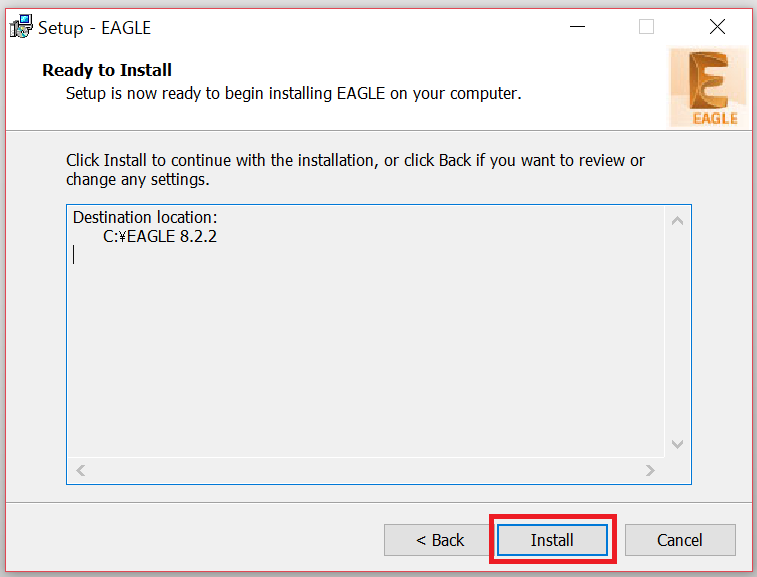 Setup - EAGLE
Ready to Install
Setup is now ready to begin installing EAGLE on your computer.
EAGLE
Click Install to continue with the installation, or click Back if you want to review or
change any settings.
Destination location:
C:¥EAGLE 8.2.2
< Back
Install
Cancel